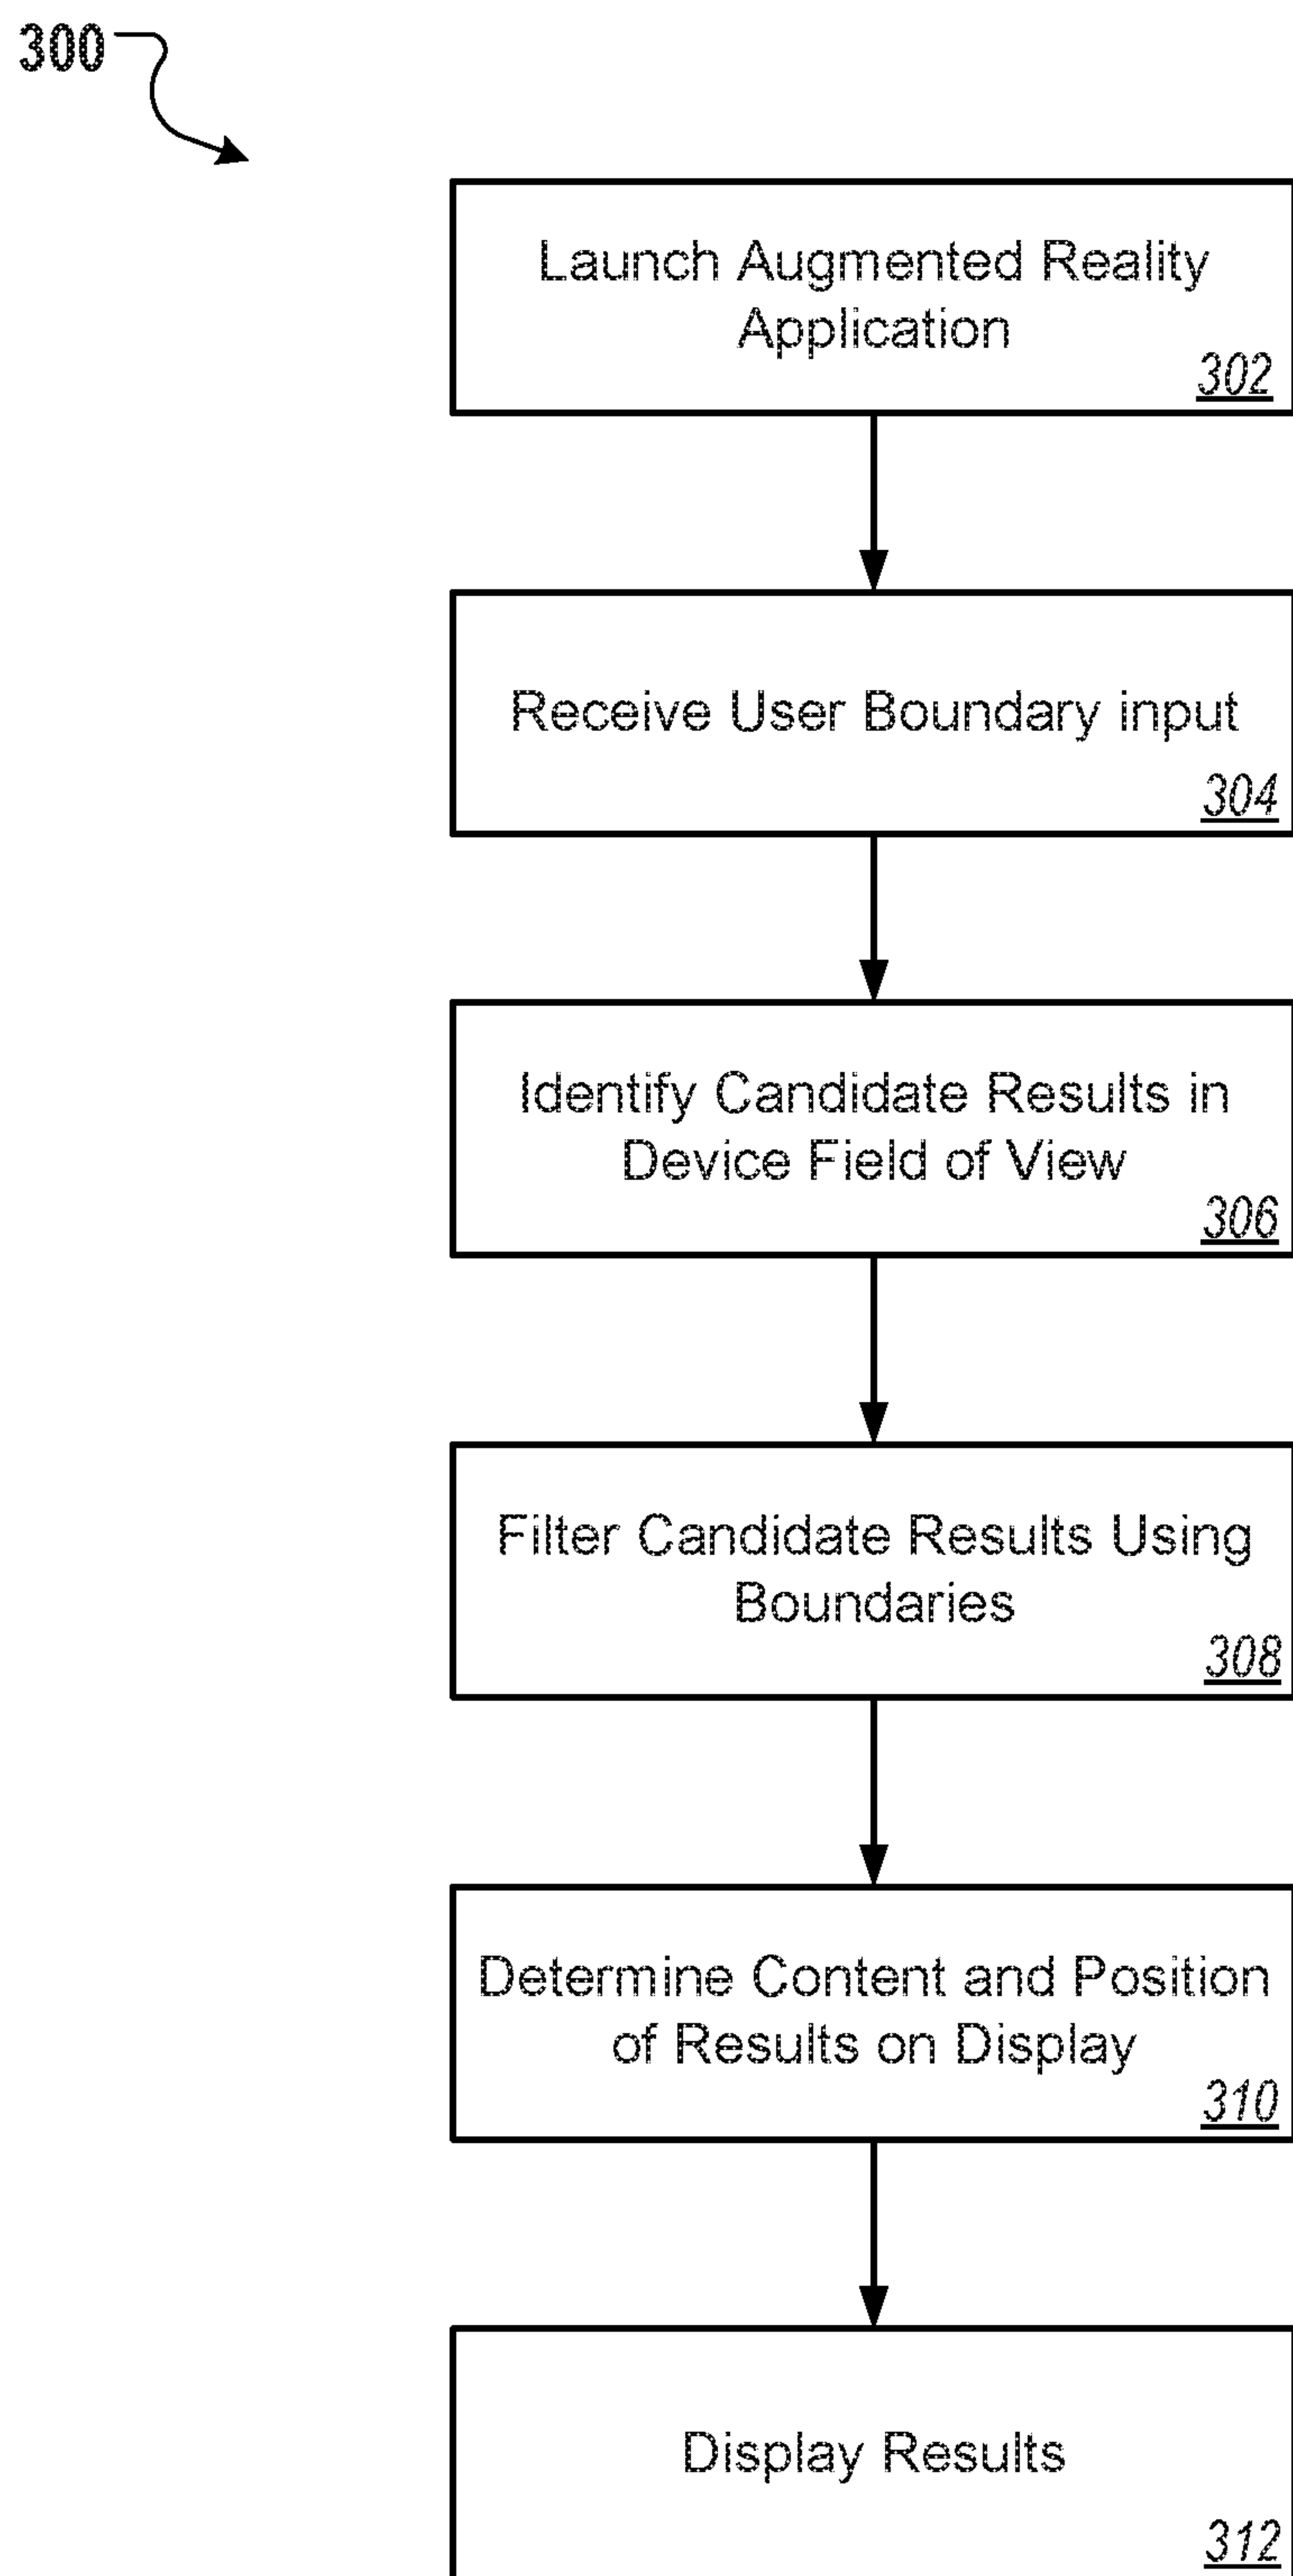 300
Launch Augmented Reality
Application
302
Receive User Boundary input
304
Identify Candidate Results in
Device Field of View
306
Filter Candidate Results Using
Boundaries
308
Determine Content and Position
of Results on Display
310
Display Results
312